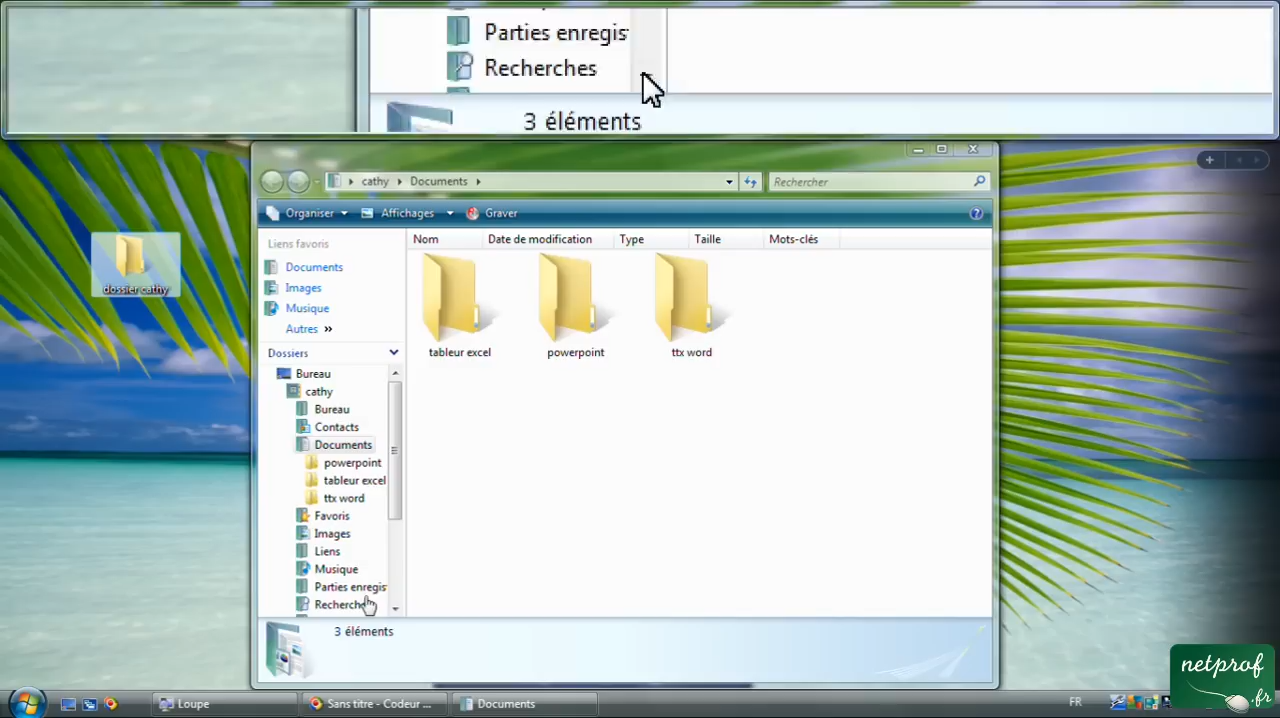 Parties enregis
Recherches
3 éléments
cathy Documents
Rechercher
Organiser Affichages Graver
Liens favoris
Documents
Images
Musique
Autres »
Dossiers
Nom Date de modification Type Taille Mots-clés
dossier cathy
tableur excel powerpoint ttx word
Bureau
cathy
Bureau
Contacts
Documents
powerpoint
tableur excel
ttx word
Favoris
Images
Liens
Musique
Parties enregis
Recherche
3 éléments
Loupe
Sans titre - Codeur ...
Documents
FR
netprof
.fr